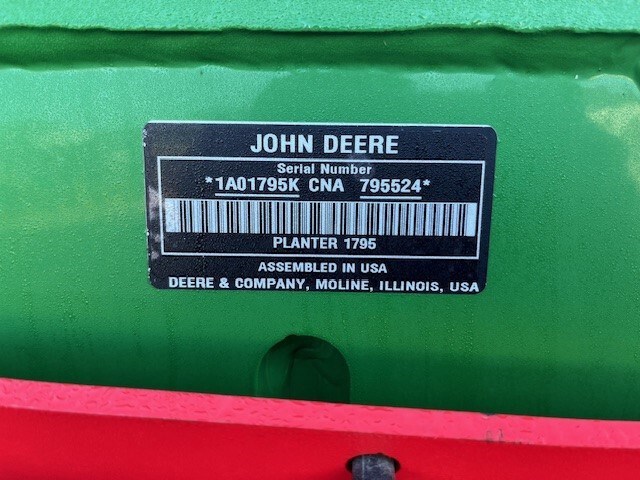 JOHN DEERE
Serial Number
*1A01795K CNA 795524*
PLANTER 1795
ASSEMBLED IN USA
DEERE & COMPANY, MOLINE, ILLINOIS, USA